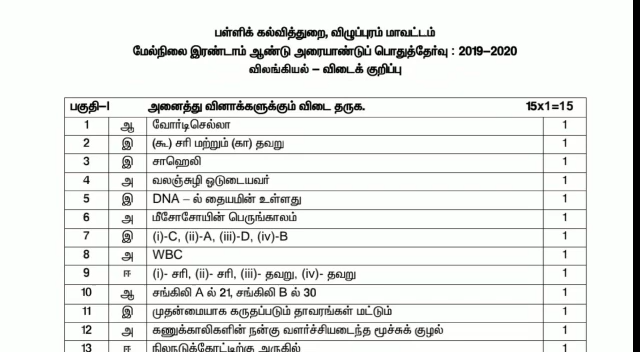 பள்ளிக் கல்வித்துறை, விழுப்புரம் மாவட்டம்
மேல்நிலை இரண்டாம் ஆண்டு அரையாண்டுப் பொதுத்தேர்வு : 2019–2020
விலங்கியல் – விடைக் குறிப்பு
பகுதி–I அனைத்து வினாக்களுக்கும் விடை தருக. 15x1=15
1 ஆ வோர்டிசெல்லா 1
2 இ (கூ) சரி மற்றும் (கா) தவறு 1
3 இ சாஹெலி 1
4 அ வலஞ்சுழி ஒடுடையவர் 1
5 இ DNA – ல் தையமின் உள்ளது 1
6 அ மீசோசோயின் பெருங்காலம் 1
7 இ (i)-C, (ii)-A, (iii)-D, (iv)-B 1
8 அ WBC 1
9 ஈ (i)- சரி, (ii)- சரி, (iii)- தவறு, (iv)- தவறு 1
10 ஆ சங்கிலி A ல் 21, சங்கிலி B ல் 30 1
11 இ முதன்மையாக கருதப்படும் தாவரங்கள் மட்டும் 1
12 அ கணுக்காலிகளின் நன்கு வளர்ச்சியடைந்த மூச்சுக் குழல் 1
13 ஈ நிலநடுக்கோட்டிற்கு அருகில் 1